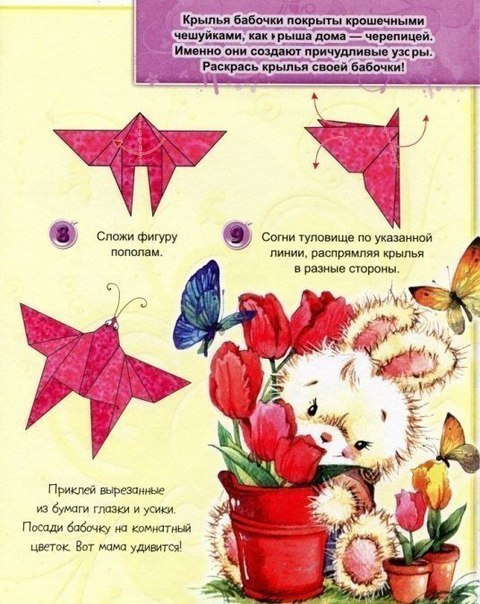 Крылья бабочки покрыты крошечными
чешуйками, как крыша дома — черепицей.
Именно они создают причудливые узоры.
Раскрась крылья своей бабочки!
8
Сложи фигуру
пополам.
9
Согни туловище по указанной
линии, распрямляя крылья
в разные стороны.
Приклей вырезанные
из бумаги глазки и усики.
Посади бабочку на комнатный
цветок. Вот мама удивится!